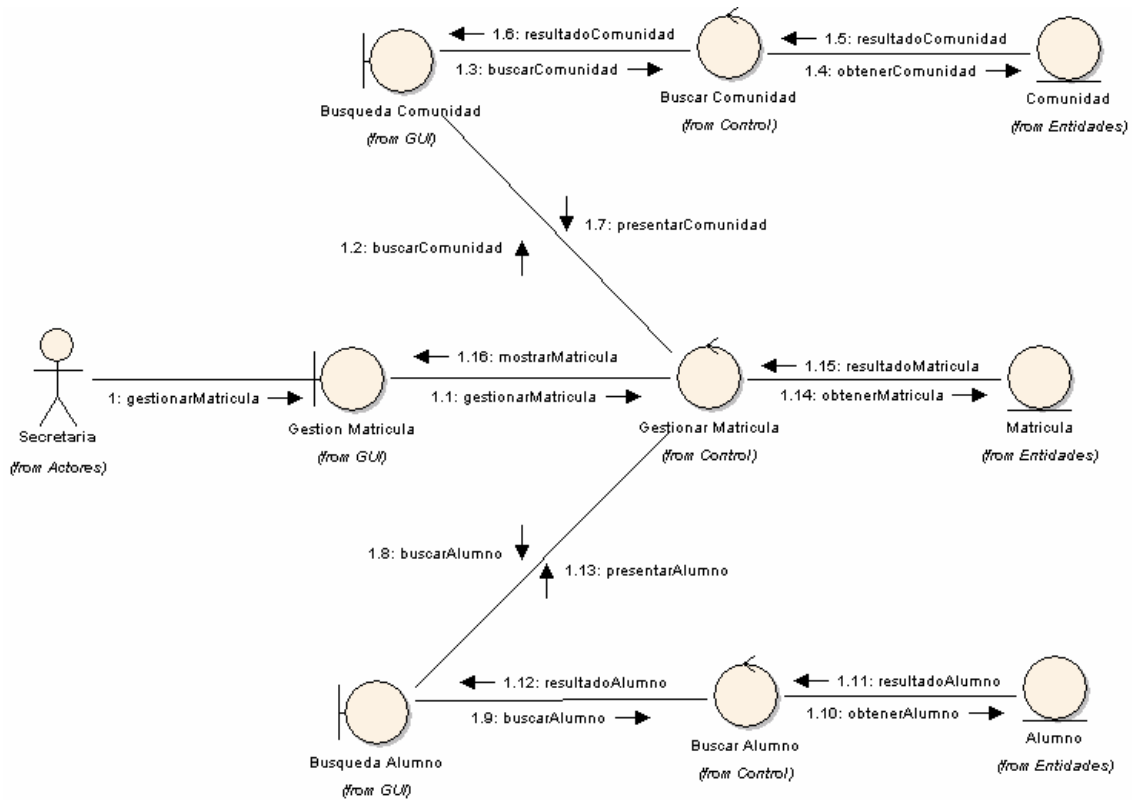 1.6: resultadoComunidad
1.5: resultadoComunidad
1.3: buscarComunidad
1.4: obtenerComunidad
Busqueda Comunidad
(from GUI)
Buscar Comunidad
(from Control)
Comunidad
(from Entidades)
1.7: presentarComunidad
1.2: buscarComunidad
1.16: mostrarMatricula
1.15: resultadoMatricula
1: gestionarMatricula
1.1: gestionarMatricula
1.14: obtenerMatricula
Secretaria
(from Actores)
Gestion Matricula
(from GUI)
Gestionar Matricula
(from Control)
Matricula
(from Entidades)
1.8: buscarAlumno
1.13: presentarAlumno
1.12: resultadoAlumno
1.11: resultadoAlumno
1.9: buscarAlumno
1.10: obtenerAlumno
Busqueda Alumno
(from GUI)
Buscar Alumno
(from Control)
Alumno
(from Entidades)